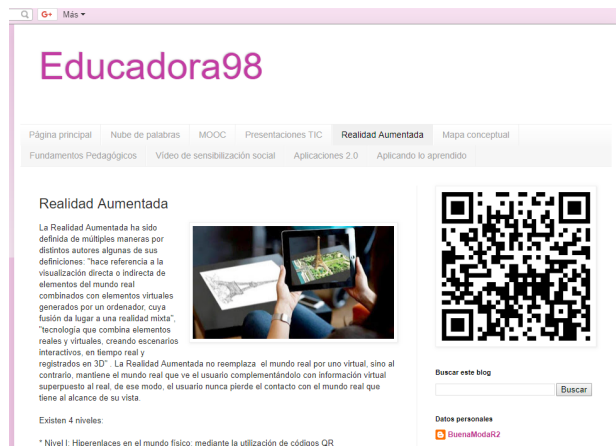 G+ Más
Educadora98
Página principal Nube de palabras MOOC Presentaciones TIC Realidad Aumentada Mapa conceptual
Fundamentos Pedagógicos Vídeo de sensibilización social Aplicaciones 2.0 Aplicando lo aprendido
Realidad Aumentada
La Realidad Aumentada ha sido
definida de múltiples maneras por
distintos autores algunas de sus
definiciones: "hace referencia a la
visualización directa o indirecta de
elementos del mundo real
combinados con elementos virtuales
generados por un ordenador, cuya
fusión da lugar a una realidad mixta",
"tecnología que combina elementos
reales y virtuales, creando escenarios
interactivos, en tiempo real y
registrados en 3D" . La Realidad Aumentada no reemplaza el mundo real por uno virtual, sino al
contrario, mantiene el mundo real que ve el usuario complementándolo con información virtual
superpuesto al real, de ese modo, el usuario nunca pierde el contacto con el mundo real que
tiene al alcance de su vista.
Existen 4 niveles:
* Nivel I: Hiperenlaces en el mundo físico: mediante la utilización de códigos QR
Buscar este blog
Buscar
Datos personales
BuenaModaR2